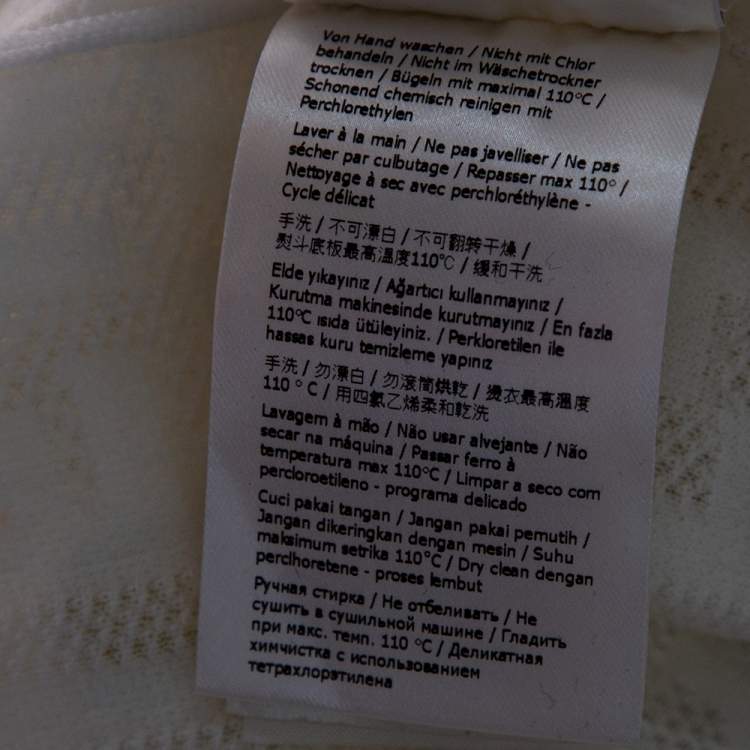 Von Hand waschen / Nicht mit Chlor
behandeln / Nicht im Wäschetrockner
trocknen / Bügeln mit maximal 110°C /
Schonend chemisch reinigen mit
Perchlorethylen
Laver à la main / Ne pas javelliser / Ne pas
sécher par culbutage / Repasser max 110° /
Nettoyage à sec avec perchloréthylène -
Cycle délicat
手洗 / 不可漂白 / 不可翻转干燥 /
熨斗底板最高溫度110℃ / 缓和干洗
Elde yıkayınız / Ağartıcı kullanmayınız /
Kurutma makinesinde kurutmayınız / En fazla
110°C ısıda ütüleyiniz. / Perkloretilen ile
hassas kuru temizleme yapınız
手洗 / 勿漂白 / 勿滚筒烘乾 / 燙衣最高溫度
110 ° C / 用四氯乙烯柔和乾洗
Lavagem à mão / Não usar alvejante / Não
secar na máquina / Passar ferro à
temperatura max 110°C / Limpar a seco com
percloroetileno - programa delicado
Cuci pakai tangan / Jangan pakai pemutih /
Jangan dikeringkan dengan mesin / Suhu
maksimum setrika 110°C / Dry clean dengan
perclhoretene - proses lembut
Ручная стирка / Не отбеливать / Не
сушить в сушильной машине / Гладить
при макс. темп. 110 °C / Деликатная
химчистка с использованием
тетрахлорэтилена